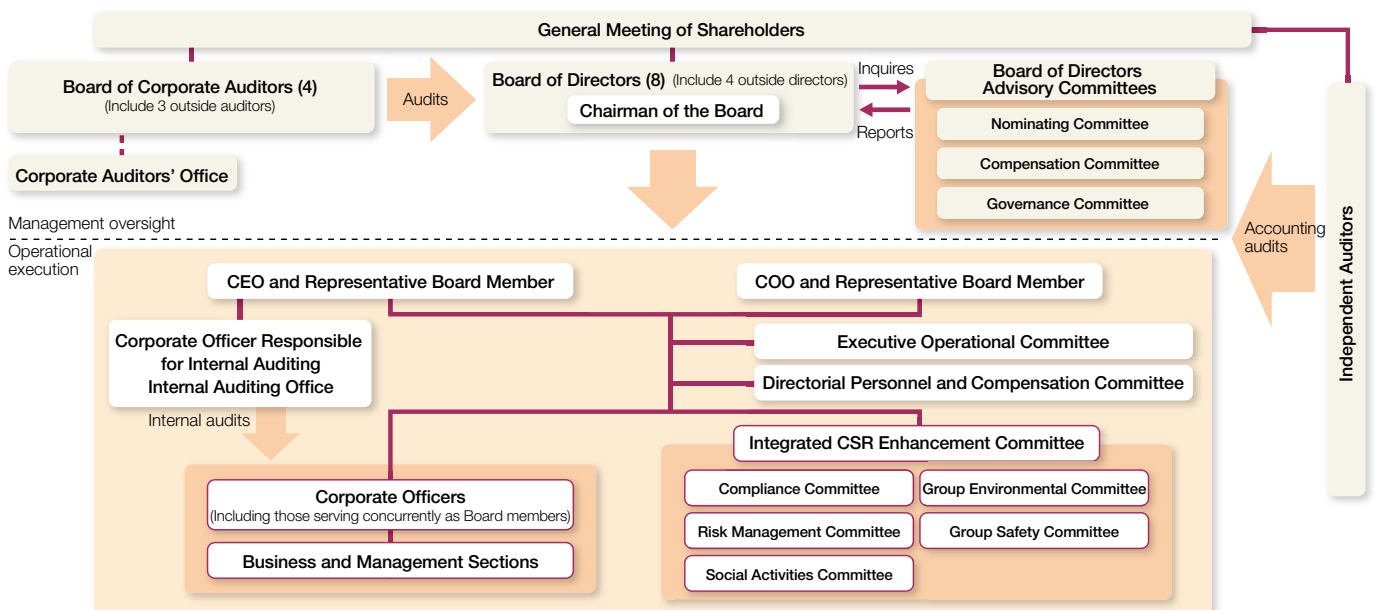 General Meeting of Shareholders
Board of Corporate Auditors (4)
(Include 3 outside auditors)
Audits
Board of Directors (8) (Include 4 outside directors)
Chairman of the Board
Inquires
Reports
Board of Directors
Advisory Committees
Nominating Committee
Compensation Committee
Governance Committee
Corporate Auditors' Office
Management oversight
Operational
execution
Accounting
audits
Independent Auditors
CEO and Representative Board Member
COO and Representative Board Member
Corporate Officer Responsible
for Internal Auditing
Internal Auditing Office
Executive Operational Committee
Directorial Personnel and Compensation Committee
Internal audits
Integrated CSR Enhancement Committee
Corporate Officers
(Including those serving concurrently as Board members)
Business and Management Sections
Compliance Committee
Group Environmental Committee
Risk Management Committee
Group Safety Committee
Social Activities Committee